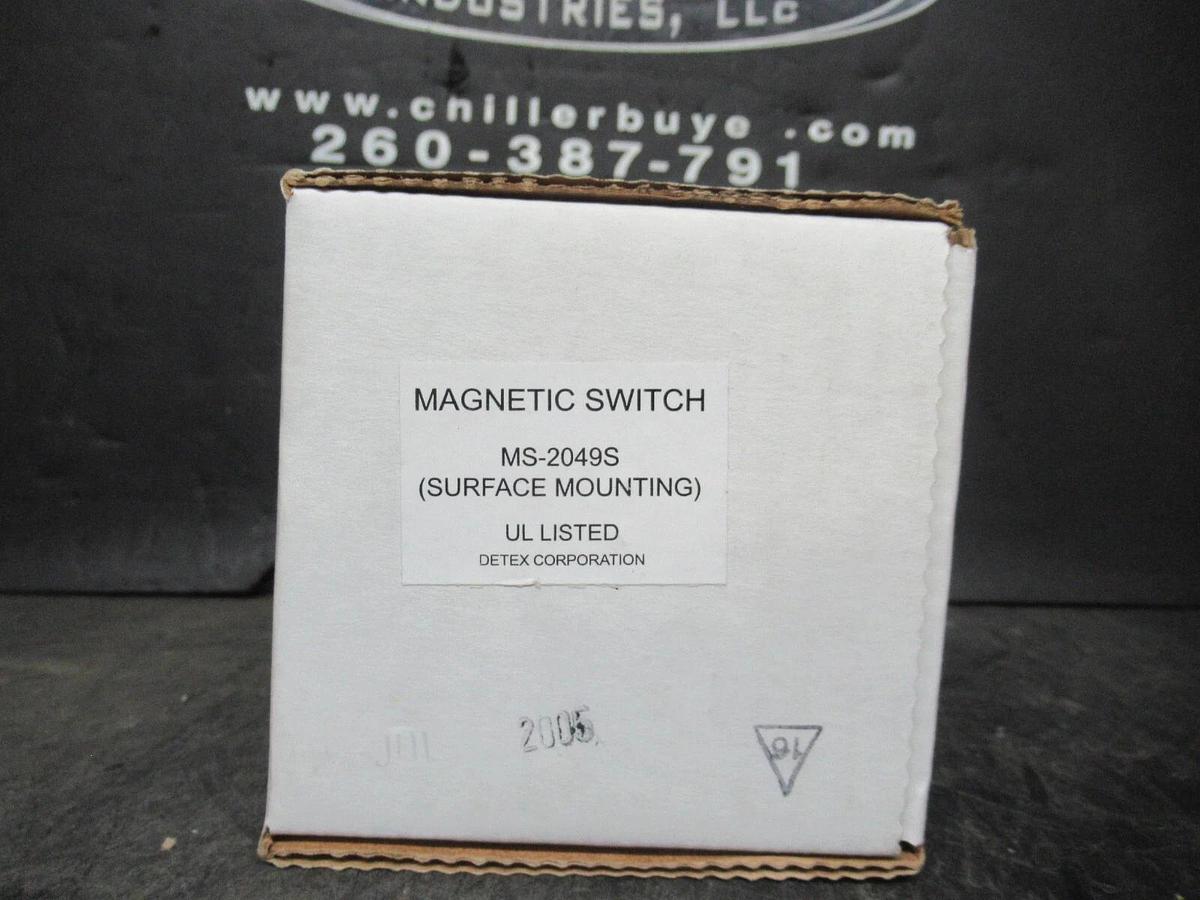 INDUSTRIES, LLC
www.chillerbuye .com
260-387-791
MAGNETIC SWITCH
MS-2049S
(SURFACE MOUNTING)
UL LISTED
DETEX CORPORATION
2005
16